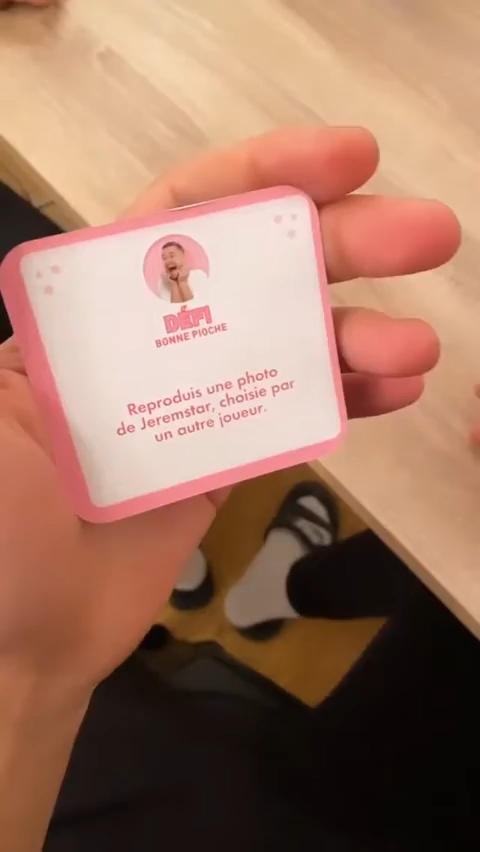 DÉFI
BONNE PIOCHE
Reproduis une photo
de Jeremstar, choisie par
un autre joueur.